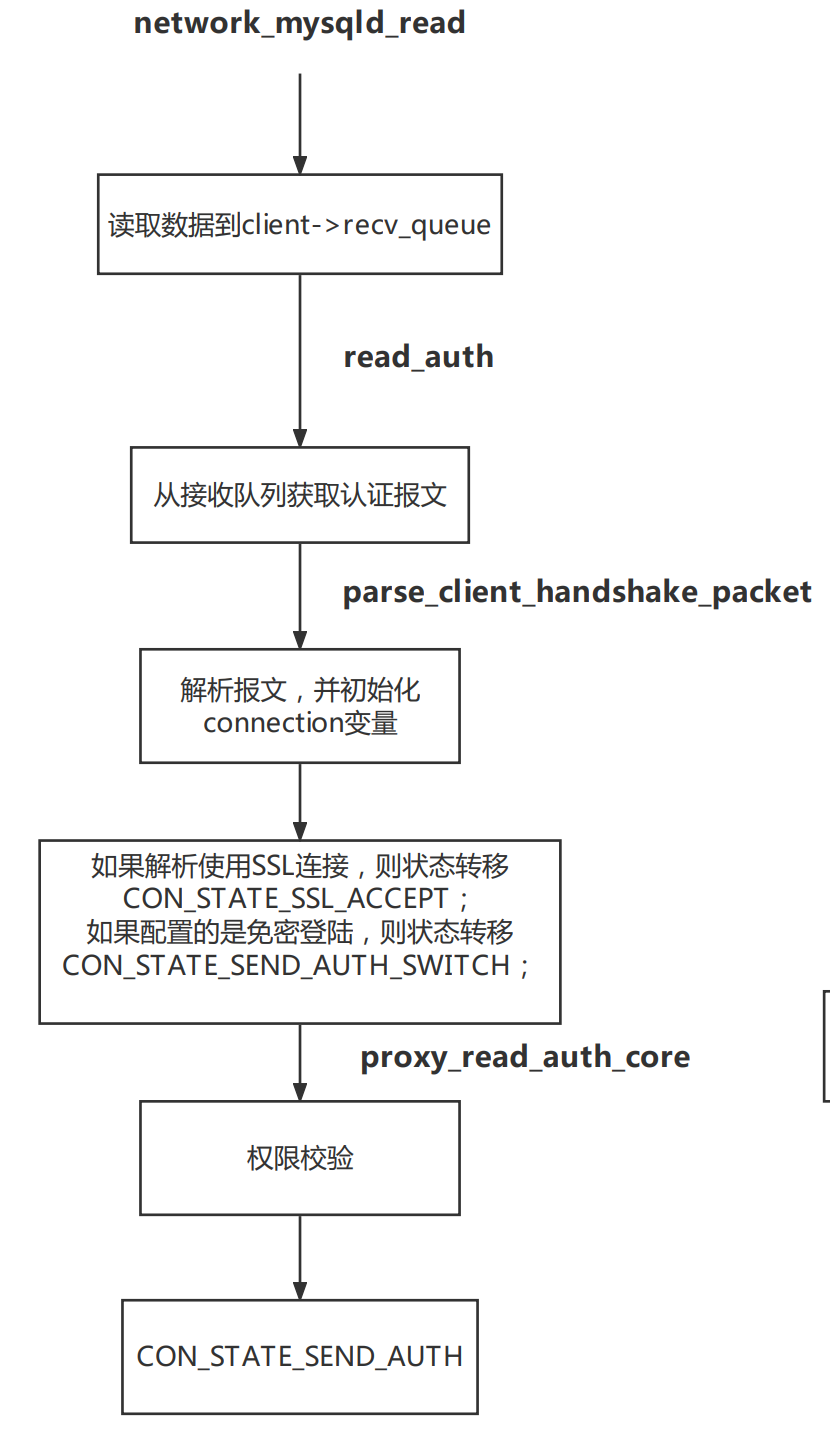 network_mysqld_read
读取数据到client->recv_queue
read_auth
从接收队列获取认证报文
parse_client_handshake_packet
解析报文，并初始化
connection变量
如果解析使用SSL连接，则状态转移
CON_STATE_SSL_ACCEPT；
如果配置的是免密登陆，则状态转移
CON_STATE_SEND_AUTH_SWITCH；
proxy_read_auth_core
权限校验
CON_STATE_SEND_AUTH